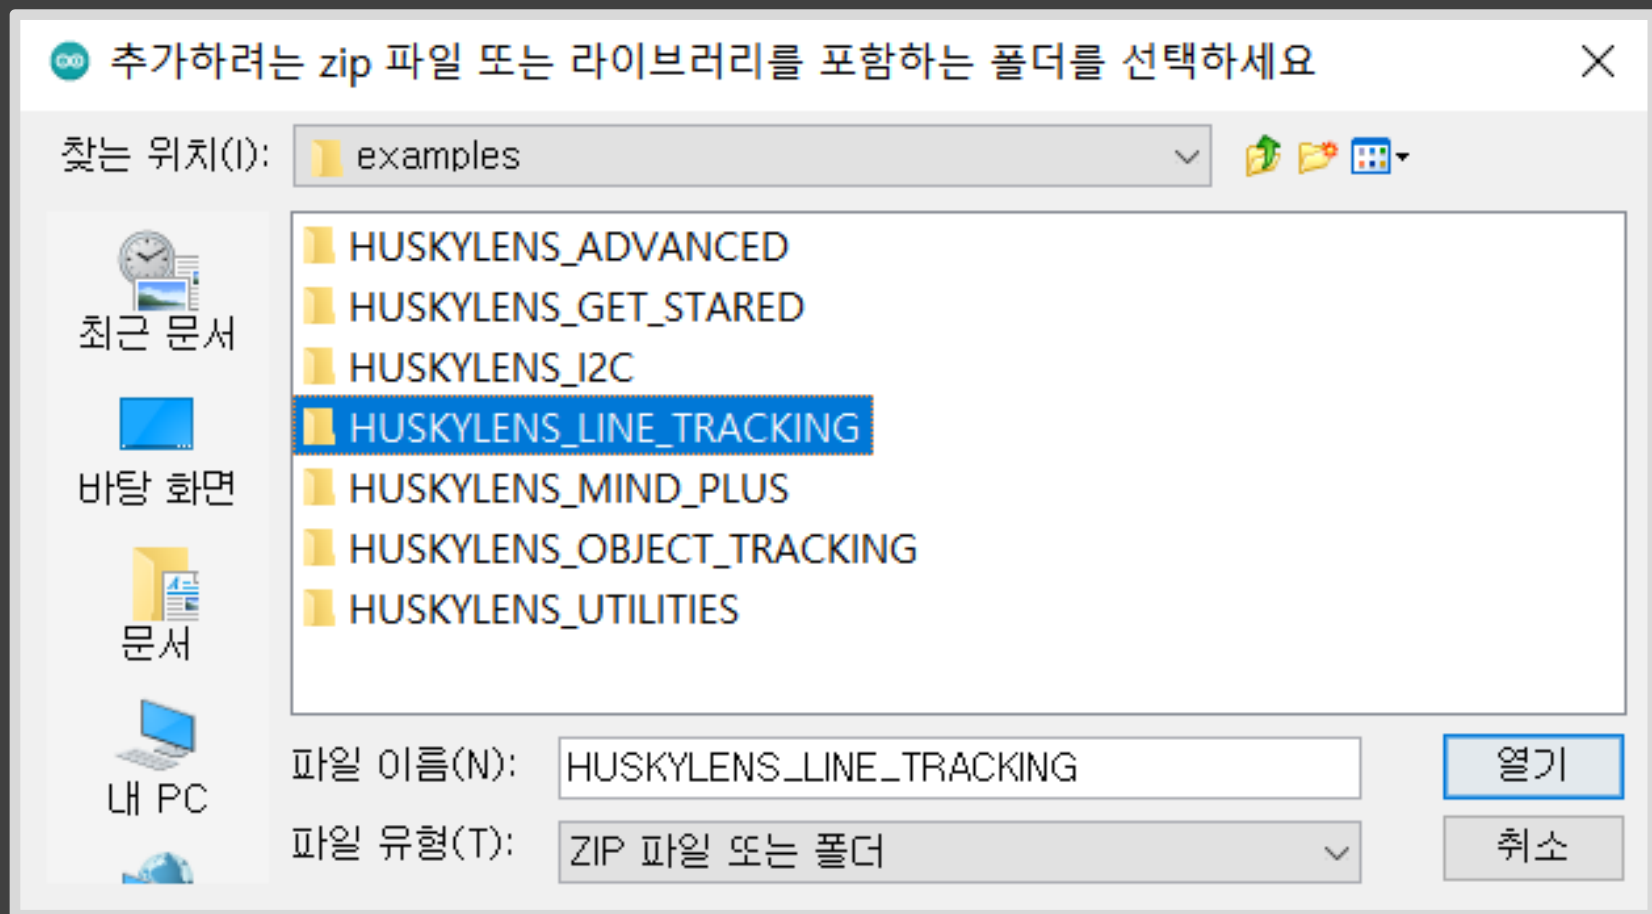 추가하려는 zip 파일 또는 라이브러리를 포함하는 폴더를 선택하세요
찾는 위치(I):
examples
최근 문서
바탕 화면
문서
내 PC
HUSKYLENS_ADVANCED
HUSKYLENS_GET_STARED
HUSKYLENS_I2C
HUSKYLENS_LINE_TRACKING
HUSKYLENS_MIND_PLUS
HUSKYLENS_OBJECT_TRACKING
HUSKYLENS_UTILITIES
파일 이름(N):
HUSKYLENS_LINE_TRACKING
열기
파일 유형(T):
ZIP 파일 또는 폴더
취소